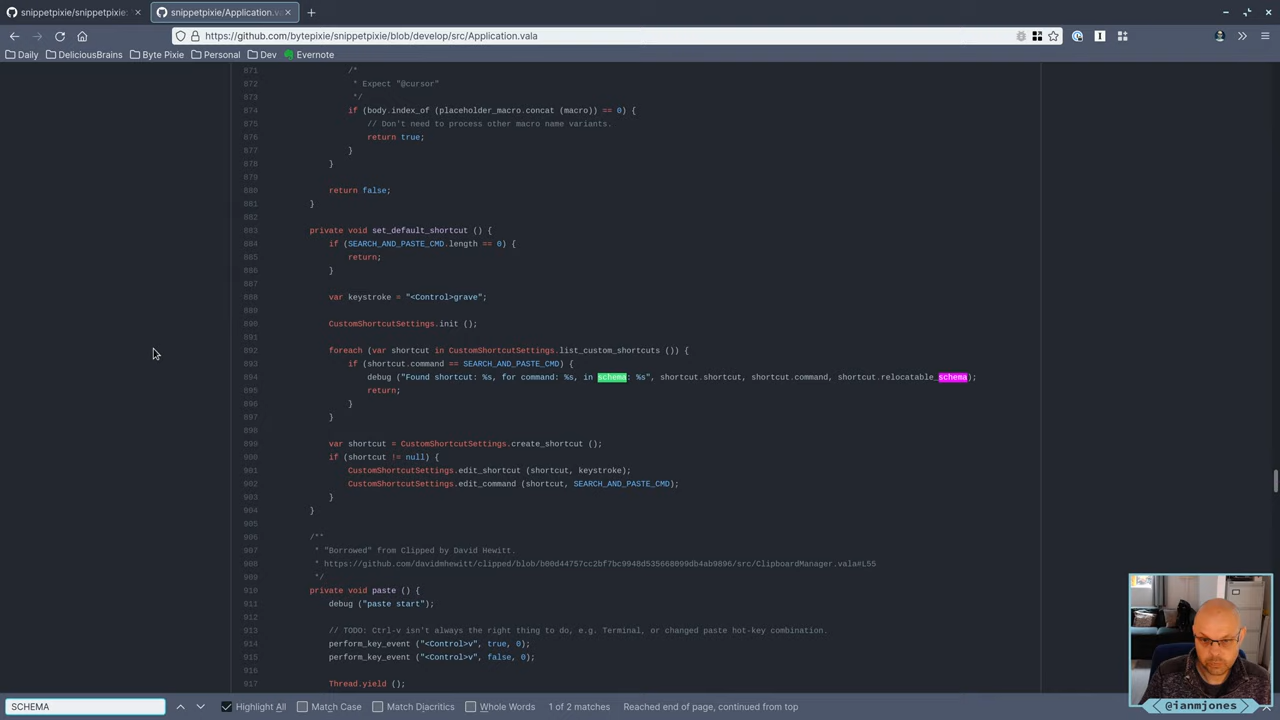 snippetpixie/snippetpixie:
snippetpixie/Application.va
https://github.com/bytepixie/snippetpixie/blob/develop/src/Application.vala
Daily DeliciousBrains Byte Pixie Personal Dev Evernote
871 /*
872 * Expect "@cursor"
873 */
874 if (body.index_of (placeholder_macro.concat (macro)) == 0) {
875 // Don't need to process other macro name variants.
876 return true;
877 }
878 }
879
880 return false;
881 }
882
883 private void set_default_shortcut () {
884 if (SEARCH_AND_PASTE_CMD.length == 0) {
885 return;
886 }
887
888 var keystroke = "<Control>grave";
889
890 CustomShortcutSettings.init ();
891
892 foreach (var shortcut in CustomShortcutSettings.list_custom_shortcuts ()) {
893 if (shortcut.command == SEARCH_AND_PASTE_CMD) {
894 debug ("Found shortcut: %s, for command: %s, in schema: %s", shortcut.shortcut, shortcut.command, shortcut.relocatable_schema);
895 return;
896 }
897 }
898
899 var shortcut = CustomShortcutSettings.create_shortcut ();
900 if (shortcut != null) {
901 CustomShortcutSettings.edit_shortcut (shortcut, keystroke);
902 CustomShortcutSettings.edit_command (shortcut, SEARCH_AND_PASTE_CMD);
903 }
904 }
905
906 /**
907 * "Borrowed" from Clipped by David Hewitt.
908 * https://github.com/davidmhewitt/clipped/blob/b00d44757cc2bf7bc9948d535668099db4ab9896/src/ClipboardManager.vala#L55
909 */
910 private void paste () {
911 debug ("paste start");
912
913 // TODO: Ctrl-v isn't always the right thing to do, e.g. Terminal, or changed paste hot-key combination.
914 perform_key_event ("<Control>v", true, 0);
915 perform_key_event ("<Control>v", false, 0);
916
917 Thread.yield ();
SCHEMA Highlight All Match Case Match Diacritics Whole Words 1 of 2 matches Reached end of page, continued from top
@ianmjones